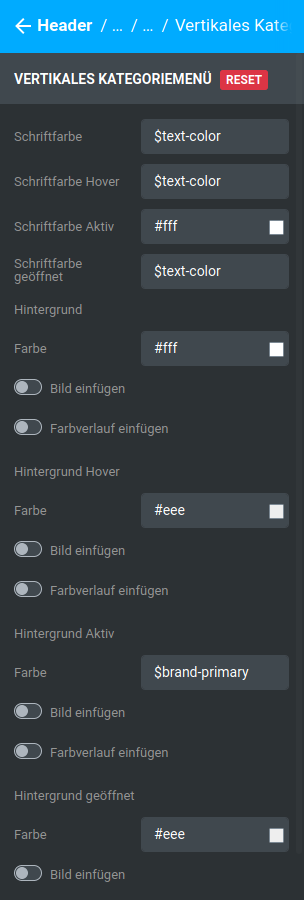 Header / ... / ... / Vertikales Kate
VERTIKALES KATEGORIEMENÜ RESET
Schriftfarbe $text-color
Schriftfarbe Hover $text-color
Schriftfarbe Aktiv #fff
Schriftfarbe geöffnet $text-color
Hintergrund
Farbe #fff
Bild einfügen
Farbverlauf einfügen
Hintergrund Hover
Farbe #eee
Bild einfügen
Farbverlauf einfügen
Hintergrund Aktiv
Farbe $brand-primary
Bild einfügen
Farbverlauf einfügen
Hintergrund geöffnet
Farbe #eee
Bild einfügen